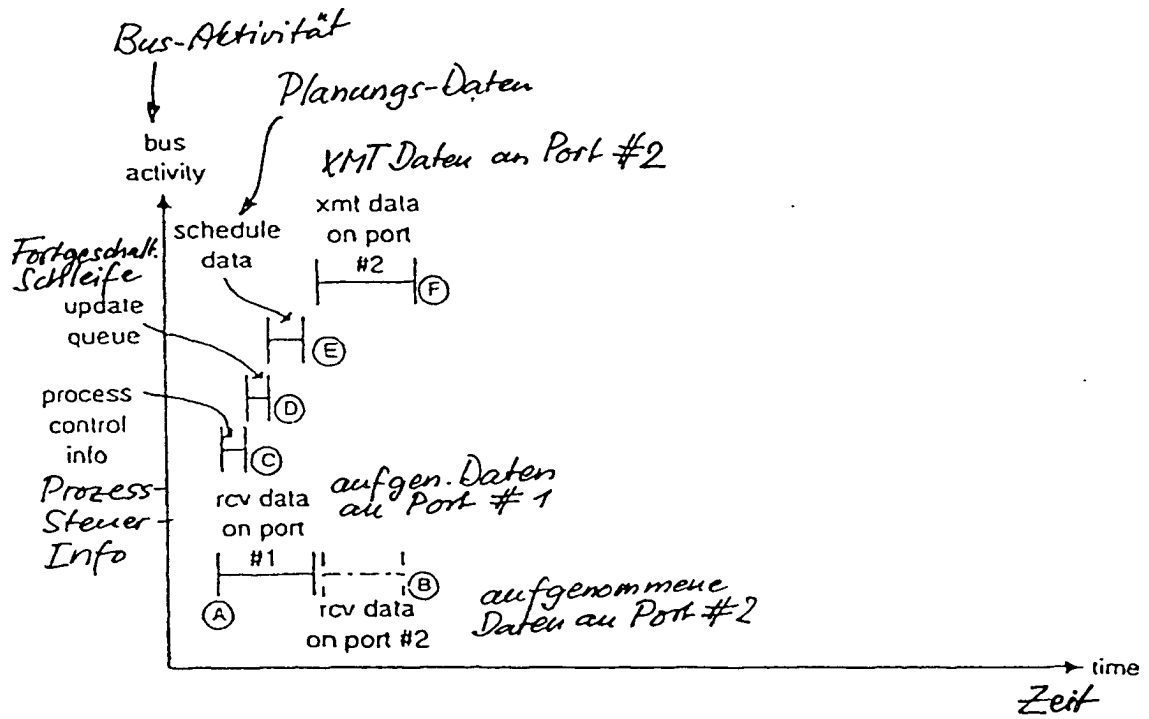 Bus-Aktivität
Planungs-Daten
bus
activity
XMT Daten an Port #2
xmt data
on port
#2
F
schedule
data
Fortgeschalt.
Schleife
update
queue
E
D
process
control
info
C
Prozess-
Steuer-
Info
aufgen. Daten
an Port #1
rcv data
on port
#1
A
B
rcv data
on port #2
aufgenommene
Daten an Port #2
time
Zeit